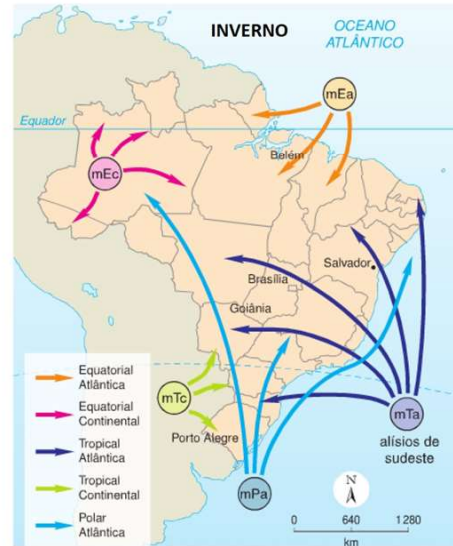 INVERNO
OCEANO
ATLÂNTICO
mEa
Equador
Belém
mEc
Salvador
Brasília
Goiânia
Equatorial
Atlântica
Equatorial
Continental
Tropical
Atlântica
Tropical
Continental
Polar
Atlântica
mTc
Porto Alegre
mTa
alísios de
sudeste
mPa
N
0 640 1 280
km